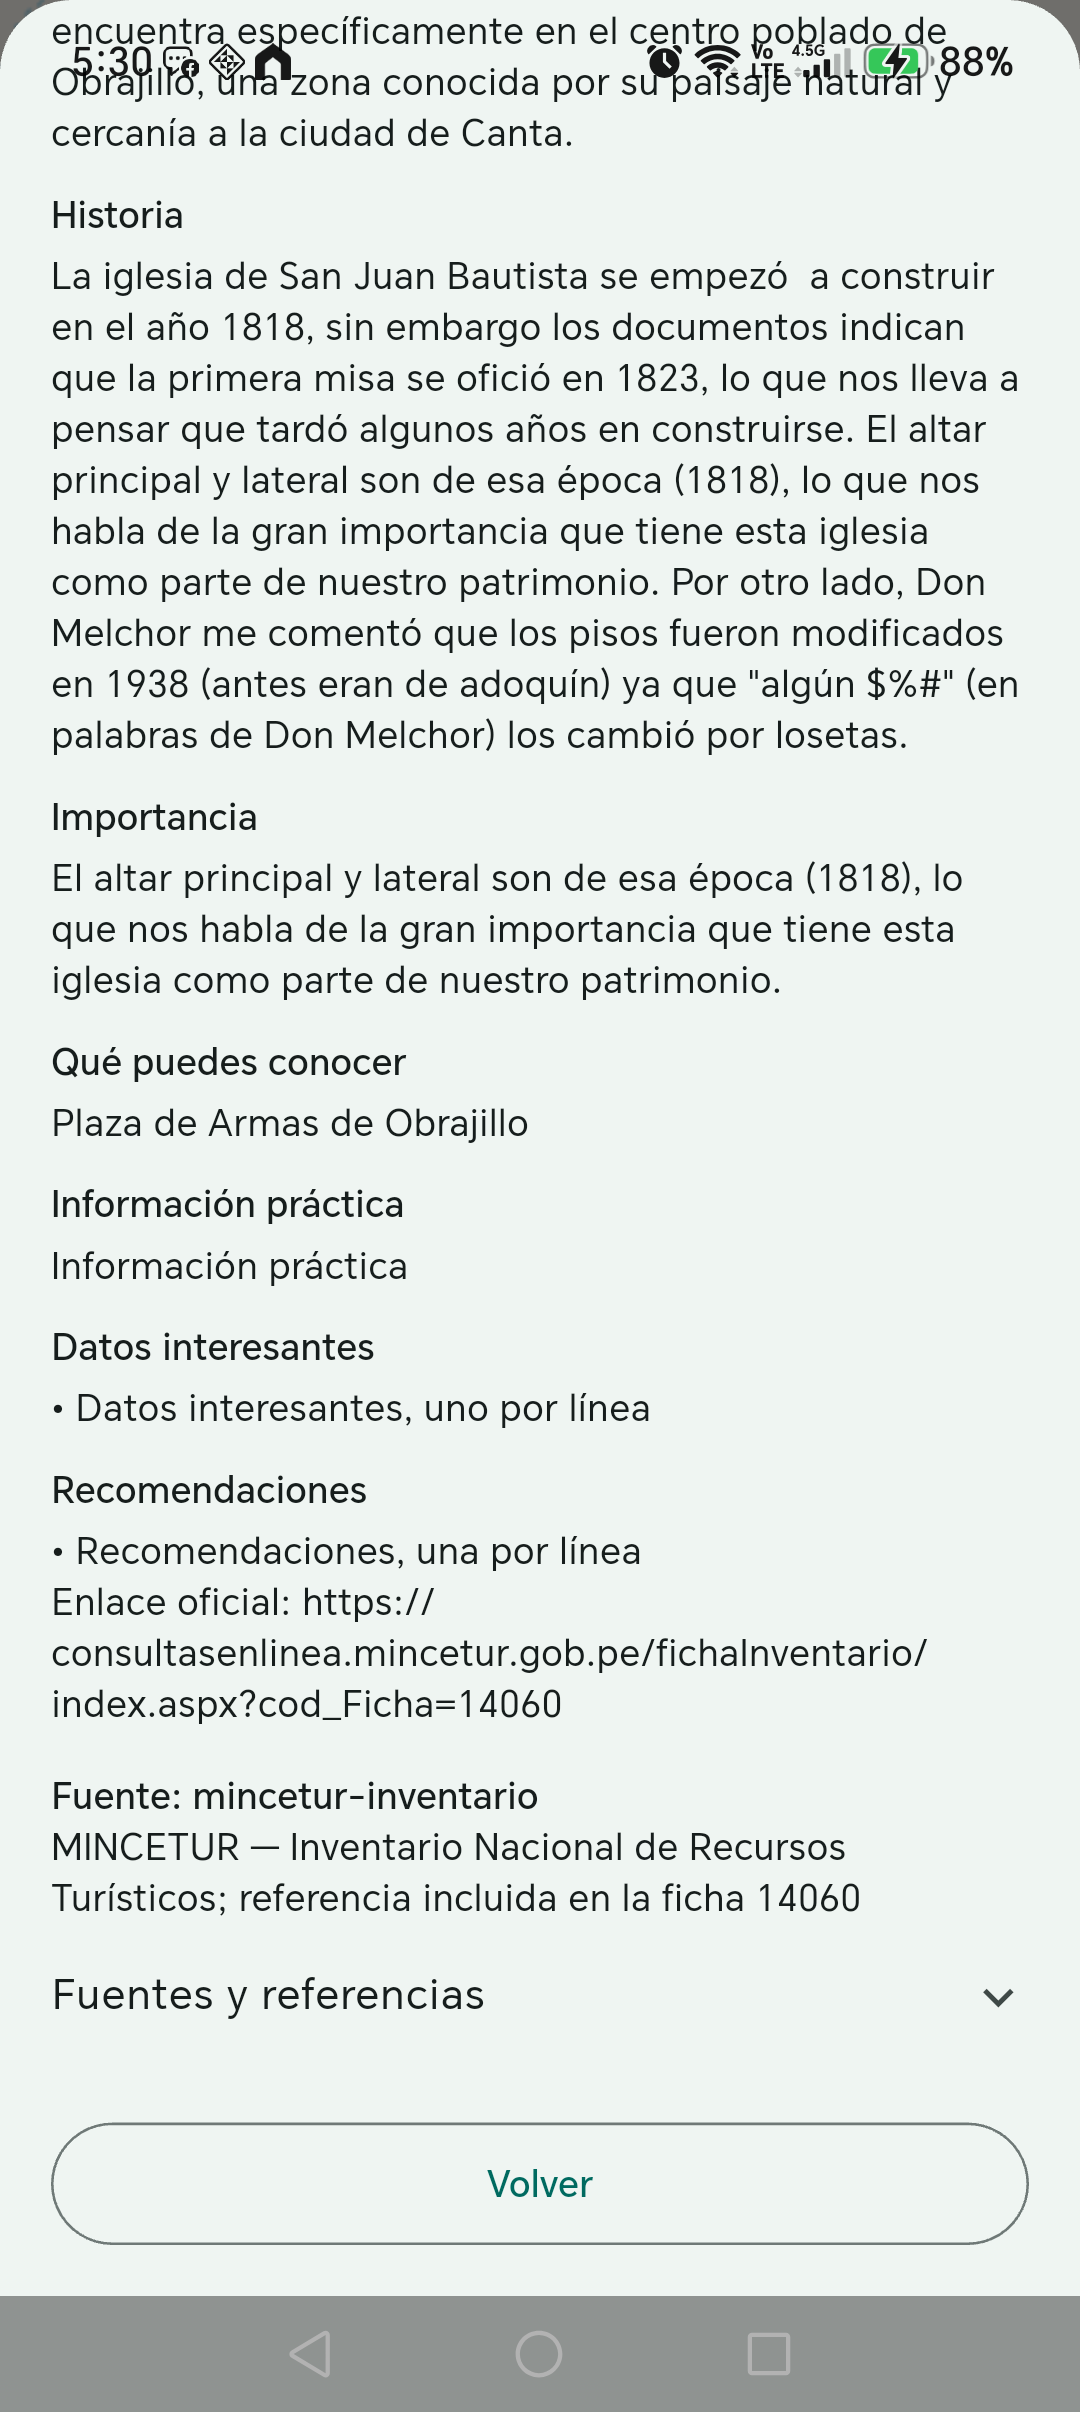 encuentra específicamente en el centro poblado de
5:30 Vo LTE 4.5G 88%
Obrajillo, una zona conocida por su paisaje natural y
cercanía a la ciudad de Canta.
Historia
La iglesia de San Juan Bautista se empezó  a construir
en el año 1818, sin embargo los documentos indican
que la primera misa se ofició en 1823, lo que nos lleva a
pensar que tardó algunos años en construirse. El altar
principal y lateral son de esa época (1818), lo que nos
habla de la gran importancia que tiene esta iglesia
como parte de nuestro patrimonio. Por otro lado, Don
Melchor me comentó que los pisos fueron modificados
en 1938 (antes eran de adoquín) ya que "algún $%#" (en
palabras de Don Melchor) los cambió por losetas.
Importancia
El altar principal y lateral son de esa época (1818), lo
que nos habla de la gran importancia que tiene esta
iglesia como parte de nuestro patrimonio.
Qué puedes conocer
Plaza de Armas de Obrajillo
Información práctica
Información práctica
Datos interesantes
• Datos interesantes, uno por línea
Recomendaciones
• Recomendaciones, una por línea
Enlace oficial: https://
consultasenlinea.mincetur.gob.pe/fichaInventario/
index.aspx?cod_Ficha=14060
Fuente: mincetur-inventario
MINCETUR — Inventario Nacional de Recursos
Turísticos; referencia incluida en la ficha 14060
Fuentes y referencias
Volver